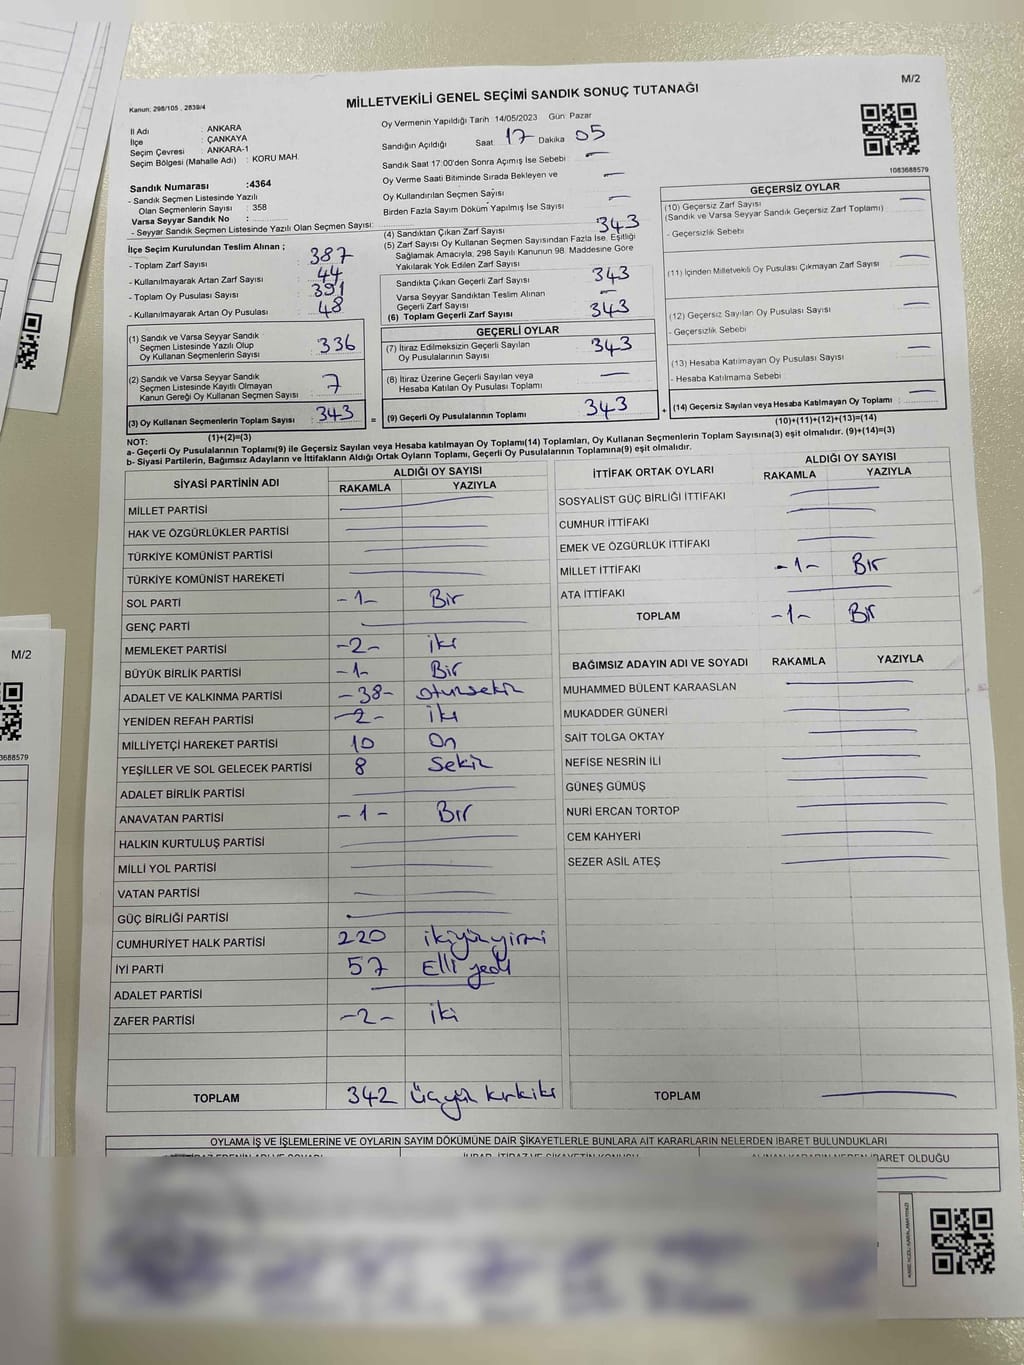 M/2
Kanun; 298/105 , 2839/4
MİLLETVEKİLİ GENEL SEÇİMİ SANDIK SONUÇ TUTANAĞI
İl Adı : ANKARA
İlçe : ÇANKAYA
Seçim Çevresi : ANKARA-1
Seçim Bölgesi (Mahalle Adı) : KORU MAH.
Sandık Numarası :4364
- Sandık Seçmen Listesinde Yazılı
Olan Seçmenlerin Sayısı : 358
Varsa Seyyar Sandık No :
- Seyyar Sandık Seçmen Listesinde Yazılı Olan Seçmen Sayısı:
İlçe Seçim Kurulundan Teslim Alınan ;
- Toplam Zarf Sayısı : 387
- Kullanılmayarak Artan Zarf Sayısı : 44
- Toplam Oy Pusulası Sayısı : 391
- Kullanılmayarak Artan Oy Pusulası : 48
(1) Sandık ve Varsa Seyyar Sandık
Seçmen Listesinde Yazılı Olup
Oy Kullanan Seçmenlerin Sayısı : 336
(2) Sandık ve Varsa Seyyar Sandık
Seçmen Listesinde Kayıtlı Olmayan
Kanun Gereği Oy Kullanan Seçmen Sayısı : 7
(3) Oy Kullanan Seçmenlerin Toplam Sayısı : 343
(1)+(2)=(3)
Oy Vermenin Yapıldığı Tarih 14/05/2023 Gün Pazar
Sandığın Açıldığı Saat 17 Dakika 05
Sandık Saat 17:00'den Sonra Açımış İse Sebebi : —
Oy Verme Saati Bitiminde Sırada Bekleyen ve
Oy Kullandırılan Seçmen Sayısı : —
Birden Fazla Sayım Döküm Yapılmış İse Sayısı : —
(4) Sandıktan Çıkan Zarf Sayısı : 343
(5) Zarf Sayısı Oy Kullanan Seçmen Sayısından Fazla İse, Eşitliği
Sağlamak Amacıyla, 298 Sayılı Kanunun 98. Maddesine Göre
Yakılarak Yok Edilen Zarf Sayısı
Sandıkta Çıkan Geçerli Zarf Sayısı : 343
Varsa Seyyar Sandıktan Teslim Alınan
Geçerli Zarf Sayısı : —
(6) Toplam Geçerli Zarf Sayısı : 343
GEÇERLİ OYLAR
(7) İtiraz Edilmeksizin Geçerli Sayılan
Oy Pusulalarının Sayısı : 343
(8) İtiraz Üzerine Geçerli Sayılan veya
Hesaba Katılan Oy Pusulası Toplamı : —
= (9) Geçerli Oy Pusulalarının Toplamı : 343
1083688579
GEÇERSİZ OYLAR
(10) Geçersiz Zarf Sayısı : —
(Sandık ve Varsa Seyyar Sandık Geçersiz Zarf Toplamı)
- Geçersizlik Sebebi
(11) İçinden Milletvekili Oy Pusulası Çıkmayan Zarf Sayısı : —
(12) Geçersiz Sayılan Oy Pusulası Sayısı : —
- Geçersizlik Sebebi
(13) Hesaba Katılmayan Oy Pusulası Sayısı : —
- Hesaba Katılmama Sebebi
+ (14) Geçersiz Sayılan veya Hesaba Katılmayan Oy Toplamı : —
(10)+(11)+(12)+(13)=(14)
NOT:
a- Geçerli Oy Pusulalarının Toplamı(9) ile Geçersiz Sayılan veya Hesaba katılmayan Oy Toplamı(14) Toplamları, Oy Kullanan Seçmenlerin Toplam Sayısına(3) eşit olmalıdır. (9)+(14)=(3)
b- Siyasi Partilerin, Bağımsız Adayların ve İttifakların Aldığı Ortak Oyların Toplamı, Geçerli Oy Pusulalarının Toplamına(9) eşit olmalıdır.
SİYASİ PARTİNİN ADI ALDIĞI OY SAYISI
RAKAMLA YAZIYLA
MİLLET PARTİSİ —
HAK VE ÖZGÜRLÜKLER PARTİSİ —
TÜRKİYE KOMÜNİST PARTİSİ —
TÜRKİYE KOMÜNİST HAREKETİ —
SOL PARTİ -1- Bir
GENÇ PARTİ —
MEMLEKET PARTİSİ -2- iki
BÜYÜK BİRLİK PARTİSİ -1- Bir
ADALET VE KALKINMA PARTİSİ -38- otuzsekiz
YENİDEN REFAH PARTİSİ -2- İki
MİLLİYETÇİ HAREKET PARTİSİ 10 On
YEŞİLLER VE SOL GELECEK PARTİSİ 8 Sekiz
ADALET BİRLİK PARTİSİ —
ANAVATAN PARTİSİ -1- Bir
HALKIN KURTULUŞ PARTİSİ —
MİLLİ YOL PARTİSİ —
VATAN PARTİSİ —
GÜÇ BİRLİĞİ PARTİSİ —
CUMHURİYET HALK PARTİSİ 220 ikiyüzyirmi
İYİ PARTİ 57 Elli yedi
ADALET PARTİSİ —
ZAFER PARTİSİ -2- iki
TOPLAM 342 üçyüz kırkiki
İTTİFAK ORTAK OYLARI ALDIĞI OY SAYISI
RAKAMLA YAZIYLA
SOSYALİST GÜÇ BİRLİĞİ İTTİFAKI —
CUMHUR İTTİFAKI —
EMEK VE ÖZGÜRLÜK İTTİFAKI —
MİLLET İTTİFAKI -1- Bir
ATA İTTİFAKI —
TOPLAM -1- Bir
BAĞIMSIZ ADAYIN ADI VE SOYADI RAKAMLA YAZIYLA
MUHAMMED BÜLENT KARAASLAN —
MUKADDER GÜNERİ —
SAİT TOLGA OKTAY —
NEFİSE NESRİN İLİ —
GÜNEŞ GÜMÜŞ —
NURİ ERCAN TORTOP —
CEM KAHYERİ —
SEZER ASİL ATEŞ —
TOPLAM —
OYLAMA İŞ VE İŞLEMLERİNE VE OYLARIN SAYIM DÖKÜMÜNE DAİR ŞİKAYETLERLE BUNLARA AİT KARARLARIN NELERDEN İBARET BULUNDUKLARI
İBARET OLDUĞU
M/2
3688579